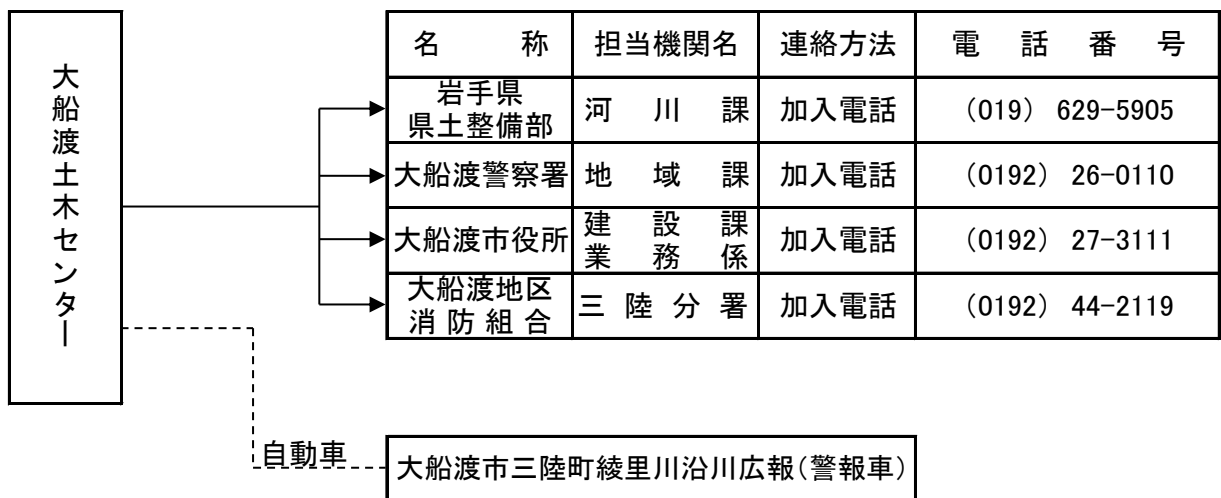 大船渡土木センター
名 称 担当機関名 連絡方法 電 話 番 号
岩手県
県土整備部 河 川 課 加入電話 (019) 629-5905
大船渡警察署 地 域 課 加入電話 (0192) 26-0110
大船渡市役所 建 設 課
業 務 係 加入電話 (0192) 27-3111
大船渡地区
消 防 組 合 三 陸 分 署 加入電話 (0192) 44-2119
自動車
大船渡市三陸町綾里川沿川広報(警報車)